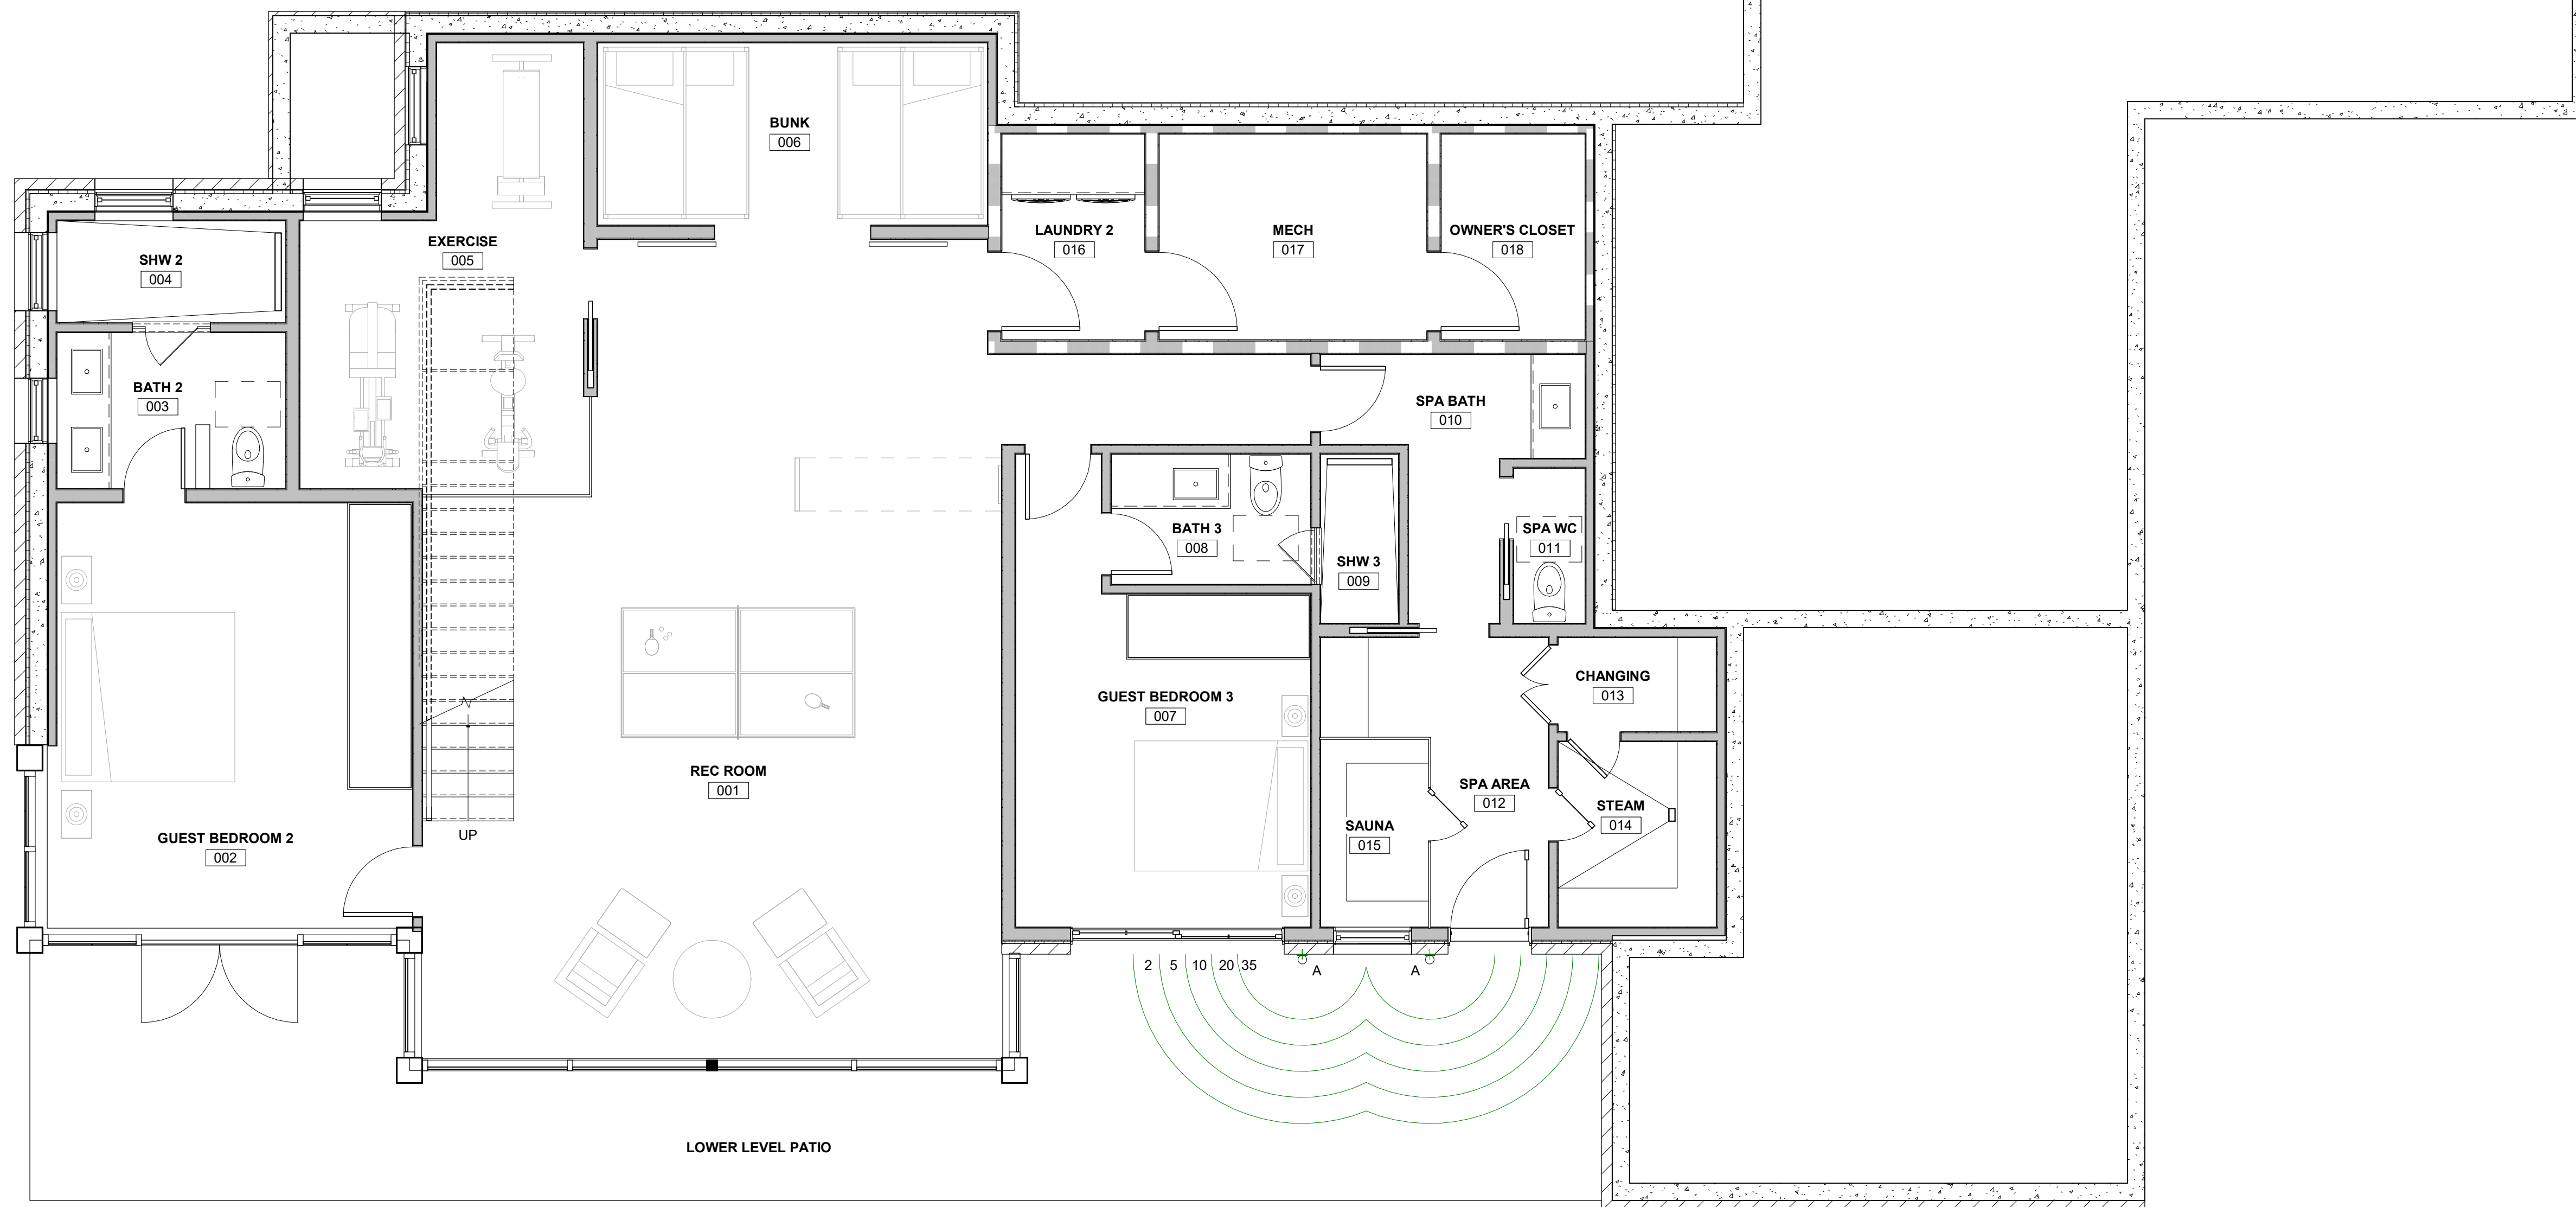 BUNK
006
EXERCISE
005
LAUNDRY 2
016
MECH
017
OWNER'S CLOSET
018
SHW 2
004
BATH 2
003
SPA BATH
010
BATH 3
008
SPA WC
011
SHW 3
009
CHANGING
013
GUEST BEDROOM 3
007
REC ROOM
001
SPA AREA
012
STEAM
014
SAUNA
015
UP
GUEST BEDROOM 2
002
2 5 10 20 35
A A
LOWER LEVEL PATIO